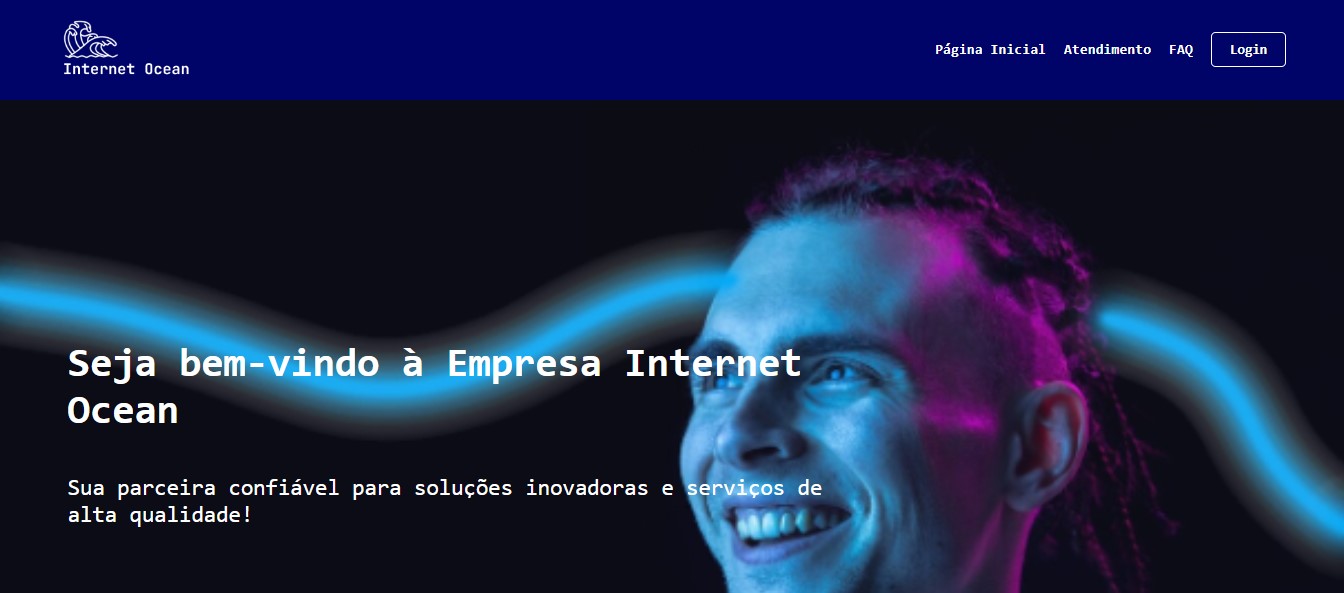 Internet Ocean
Página Inicial Atendimento FAQ Login
Seja bem-vindo à Empresa Internet
Ocean
Sua parceira confiável para soluções inovadoras e serviços de
alta qualidade!